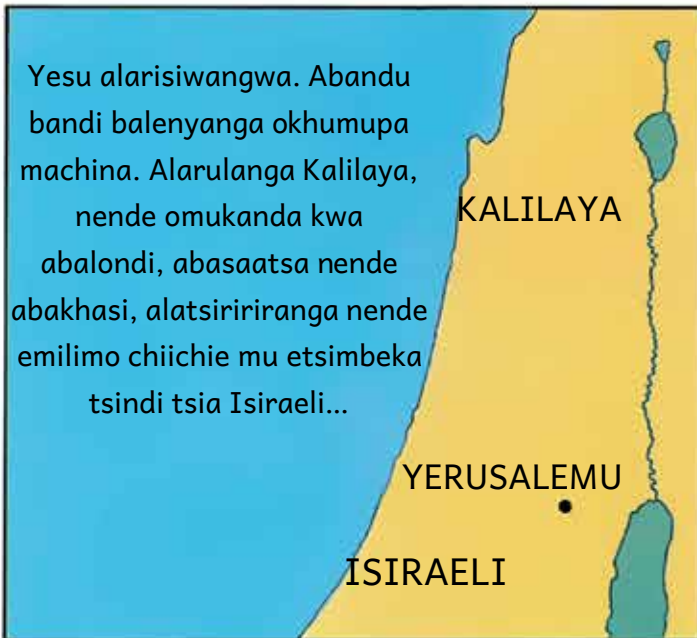 Yesu alarisiwangwa. Abandu
bandi balenyanga okhumupa
machina. Alarulanga Kalilaya,
nende omukanda kwa
abalondi, abasaatsa nende
abakhasi, alatsiririranga nende
emilimo chiichie mu etsimbeka
tsindi tsia Isiraeli...
KALILAYA
YERUSALEMU
ISIRAELI